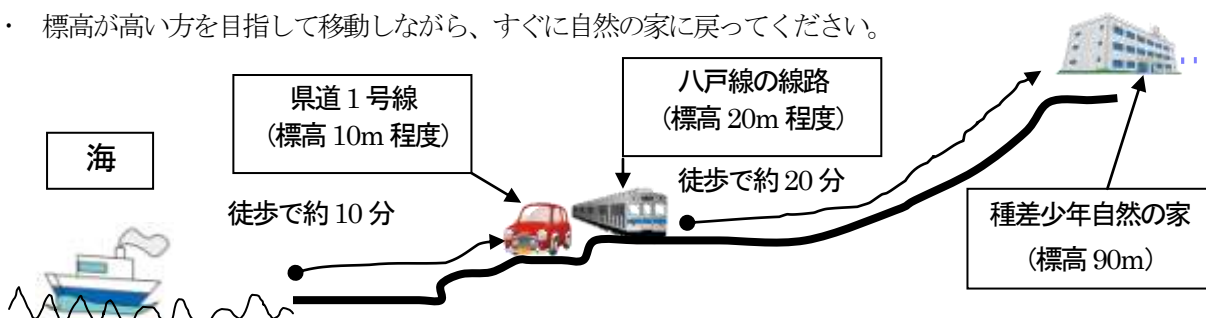 ・ 標高が高い方を目指して移動しながら、すぐに自然の家に戻ってください。
八戸線の線路
（標高 20m 程度）
県道 1 号線
（標高 10m 程度）
海
徒歩で約 20 分
徒歩で約 10 分
種差少年自然の家
（標高 90m）